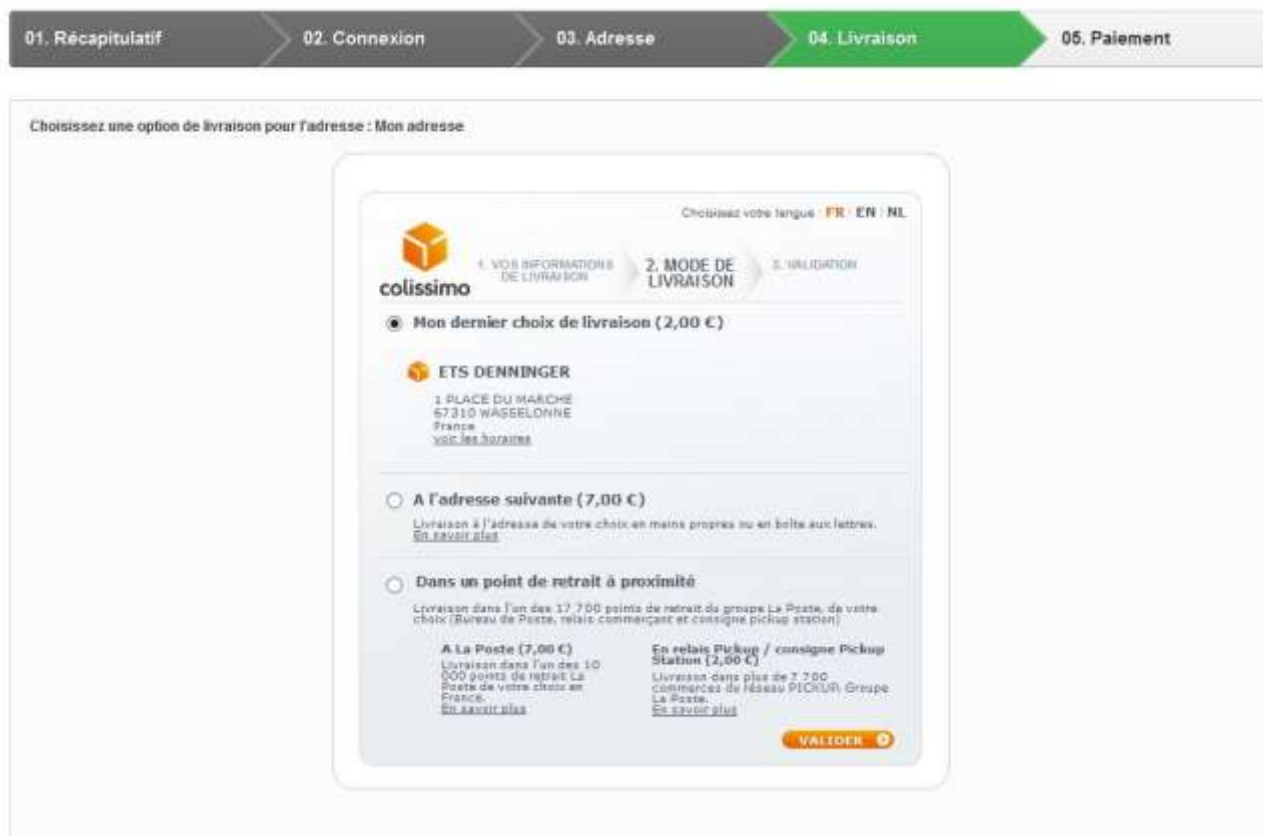 01. Récapitulatif
02. Connexion
03. Adresse
04. Livraison
05. Paiement
Choisissez une option de livraison pour l'adresse : Mon adresse
Choisissez votre langue : FR | EN | NL
colissimo
1. VOS INFORMATIONS
DE LIVRAISON
2. MODE DE
LIVRAISON
3. VALIDATION
Mon dernier choix de livraison (2,00 €)
ETS DENNINGER
1 PLACE DU MARCHE
67310 WASSELONNE
France
voir les horaires
A l'adresse suivante (7,00 €)
Livraison à l'adresse de votre choix en mains propres ou en boîte aux lettres.
En savoir plus
Dans un point de retrait à proximité
Livraison dans l'un des 17 700 points de retrait du groupe La Poste, de votre
choix (Bureau de Poste, relais commerçant et consigne pickup station)
A La Poste (7,00 €)
Livraison dans l'un des 10
000 points de retrait La
Poste de votre choix en
France.
En savoir plus
En relais Pickup / consigne Pickup
Station (2,00 €)
Livraison dans plus de 7 700
commerces du réseau PICKUP, Groupe
La Poste.
En savoir plus
VALIDER